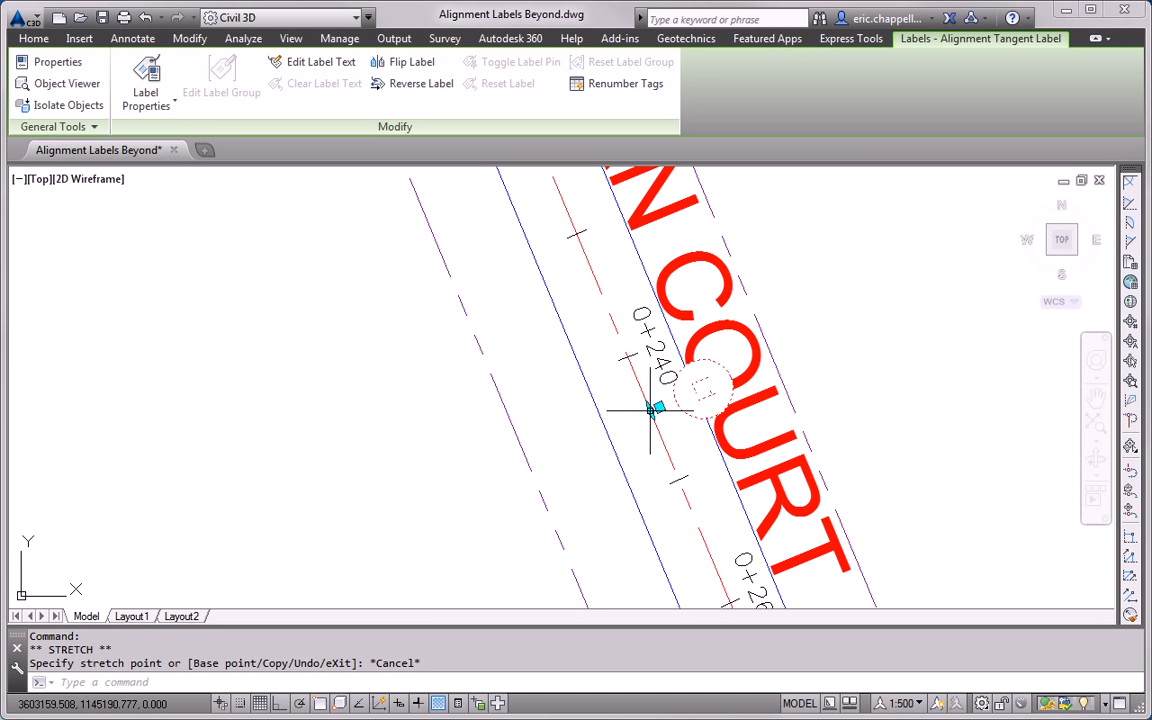 C3D
Civil 3D
Alignment Labels Beyond.dwg
Type a keyword or phrase
eric.chappell...
Home Insert Annotate Modify Analyze View Manage Output Survey Autodesk 360 Help Add-ins Geotechnics Featured Apps Express Tools Labels - Alignment Tangent Label
Properties
Object Viewer
Isolate Objects
General Tools
Label Properties
Edit Label Group
Edit Label Text
Clear Label Text
Flip Label
Reverse Label
Toggle Label Pin
Reset Label
Reset Label Group
Renumber Tags
Modify
Alignment Labels Beyond*
[−][Top][2D Wireframe]
N
W TOP E
S
WCS
N COURT
0+240
0+26
Y
X
Model Layout1 Layout2
Command:
** STRETCH **
Specify stretch point or [Base point/Copy/Undo/eXit]: *Cancel*
Type a command
3603159.508, 1145190.777, 0.000
MODEL
1:500